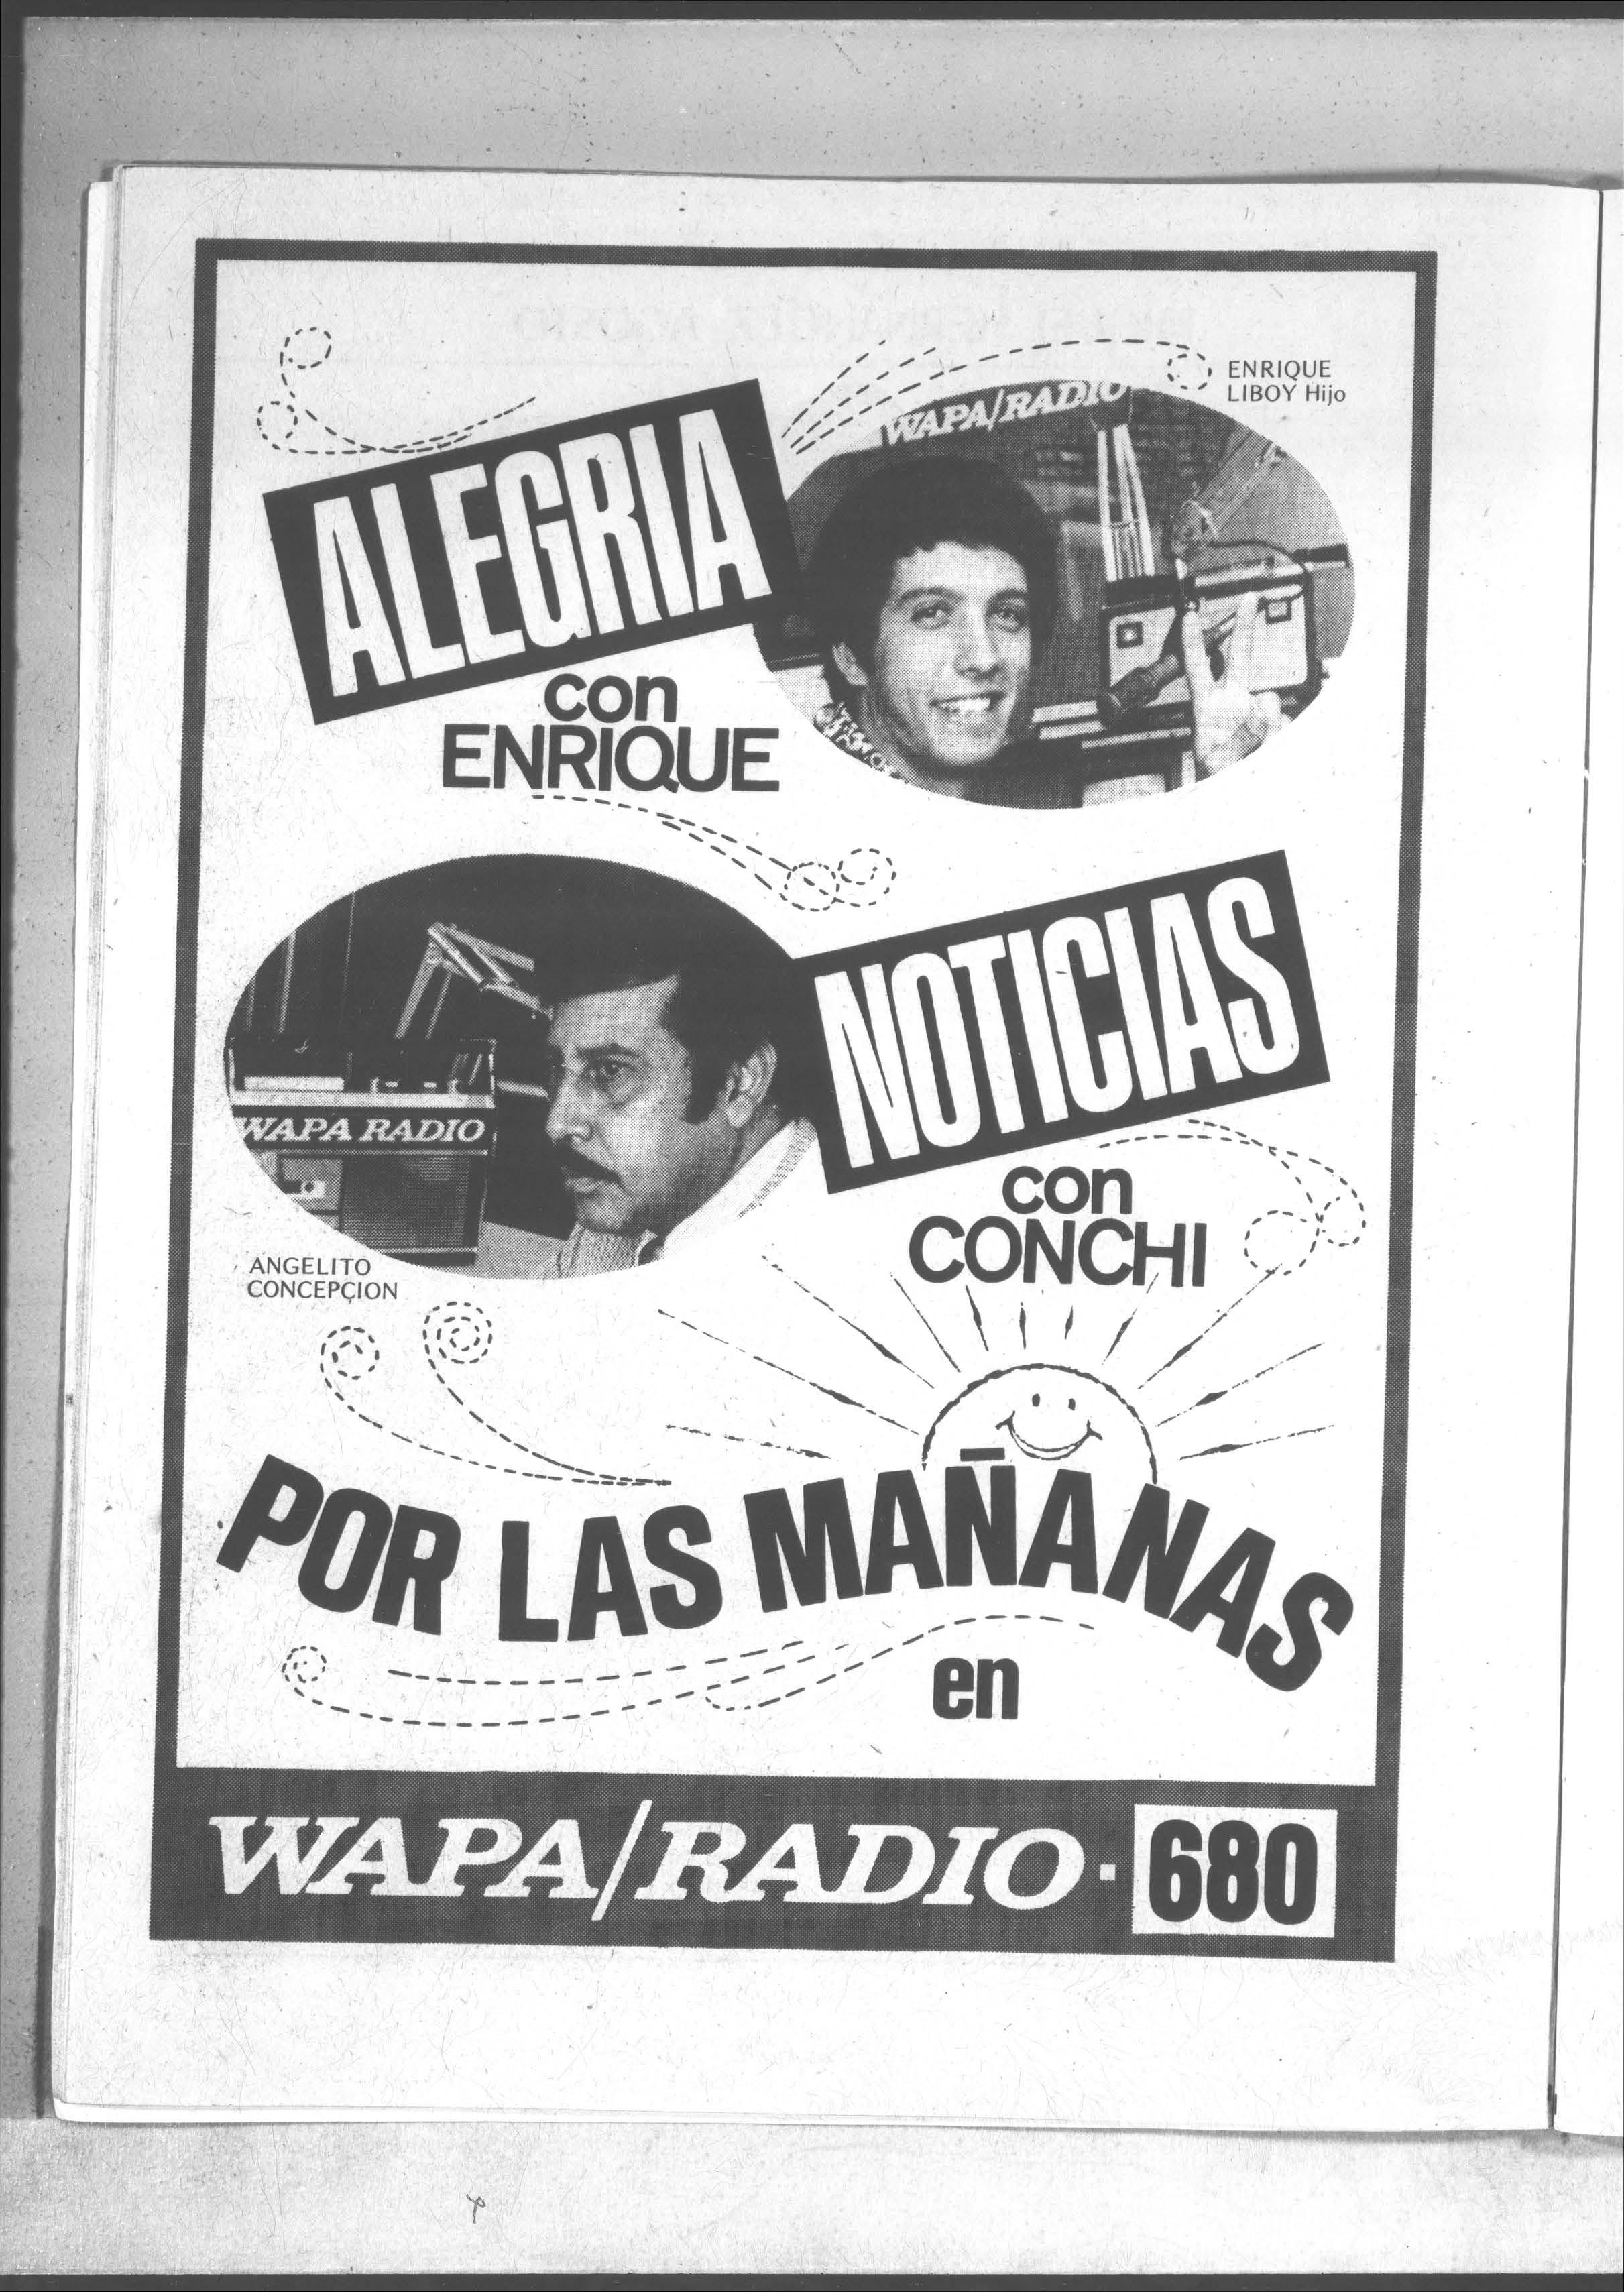 ENRIQUE
LIBOY Hijo
WAPA/RADIO
ALEGRIA
con
ENRIQUE
WAPA RADIO
NOTICIAS
con
CONCHI
ANGELITO
CONCEPCION
POR LAS MAÑANAS
en
WAPA/RADIO · 680